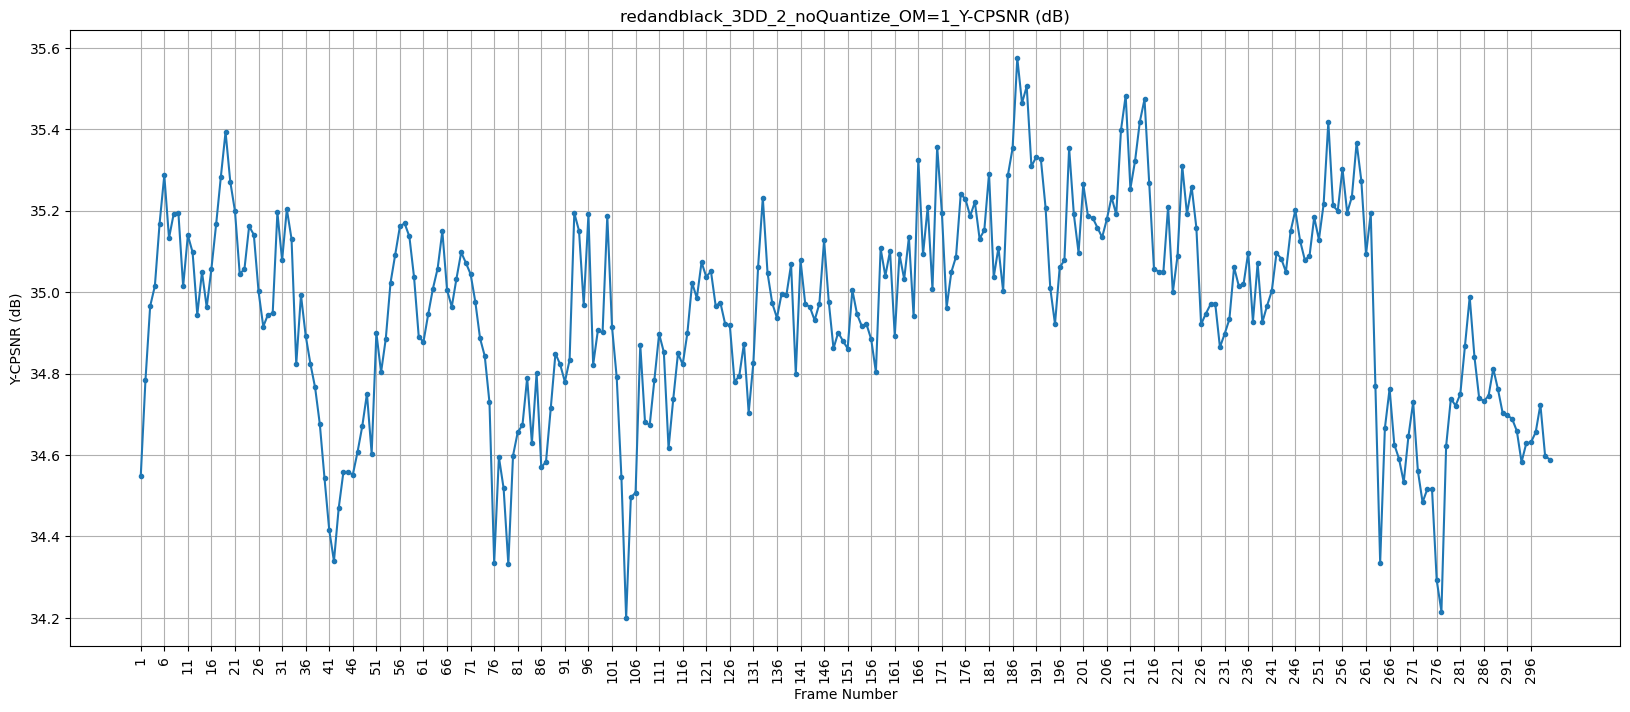 redandblack_3DD_2_noQuantize_OM=1_Y-CPSNR (dB)
Y-CPSNR (dB)
35.6
35.4
35.2
35.0
34.8
34.6
34.4
34.2
1 6 11 16 21 26 31 36 41 46 51 56 61 66 71 76 81 86 91 96 101 106 111 116 121 126 131 136 141 146 151 156 161 166 171 176 181 186 191 196 201 206 211 216 221 226 231 236 241 246 251 256 261 266 271 276 281 286 291 296
Frame Number